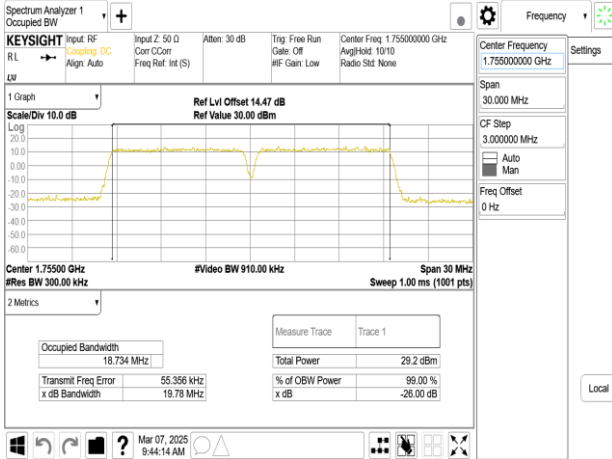 Spectrum Analyzer 1
Occupied BW
Frequency
KEYSIGHT
RL
LXI
Input: RF
Coupling: DC
Align: Auto
Input Z: 50 Ω
Corr CCorr
Freq Ref: Int (S)
Atten: 30 dB
Trig: Free Run
Gate: Off
#IF Gain: Low
Center Freq: 1.755000000 GHz
Avg|Hold: 10/10
Radio Std: None
Center Frequency
1.755000000 GHz
Settings
Span
30.000 MHz
CF Step
3.000000 MHz
Auto
Man
Freq Offset
0 Hz
Local
1 Graph
Scale/Div 10.0 dB
Ref Lvl Offset 14.47 dB
Ref Value 30.00 dBm
Log
20.0
10.0
0.00
-10.0
-20.0
-30.0
-40.0
-50.0
-60.0
Center 1.75500 GHz
#Video BW 910.00 kHz
Span 30 MHz
#Res BW 300.00 kHz
Sweep 1.00 ms (1001 pts)
2 Metrics
Measure Trace
Trace 1
Occupied Bandwidth
18.734 MHz
Total Power
29.2 dBm
Transmit Freq Error
55.356 kHz
% of OBW Power
99.00 %
x dB Bandwidth
19.78 MHz
x dB
-26.00 dB
?
Mar 07, 2025
9:44:14 AM